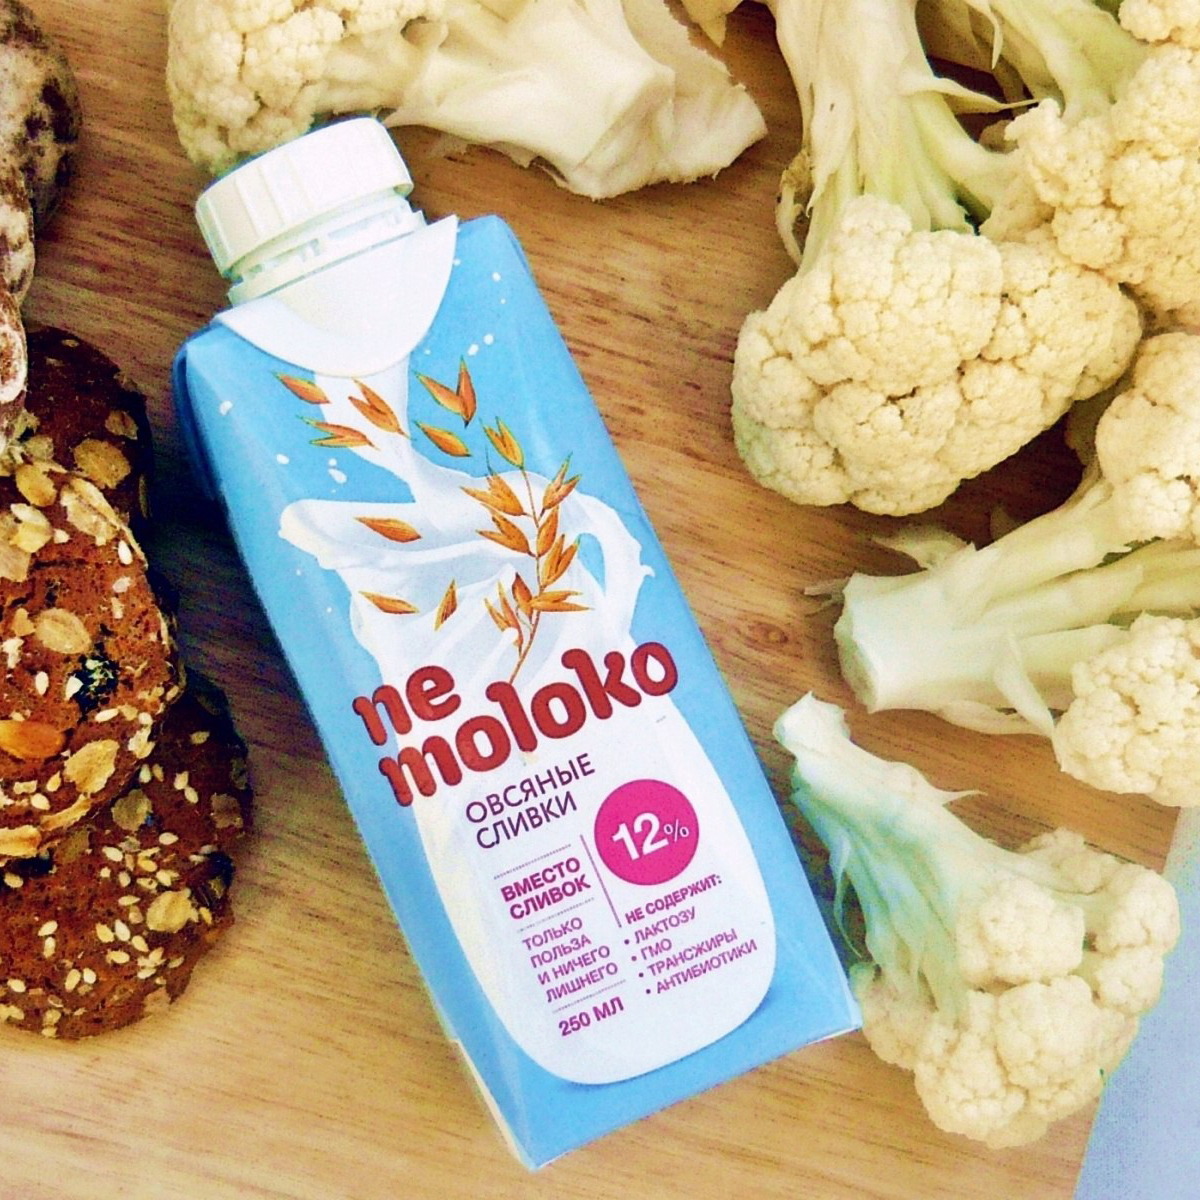 ne
moloko
ОВСЯНЫЕ
СЛИВКИ
12%
ВМЕСТО
СЛИВОК
ТОЛЬКО
ПОЛЬЗА
И НИЧЕГО
ЛИШНЕГО
250 МЛ
НЕ СОДЕРЖИТ:
• ЛАКТОЗУ
• ГМО
• ТРАНСЖИРЫ
• АНТИБИОТИКИ